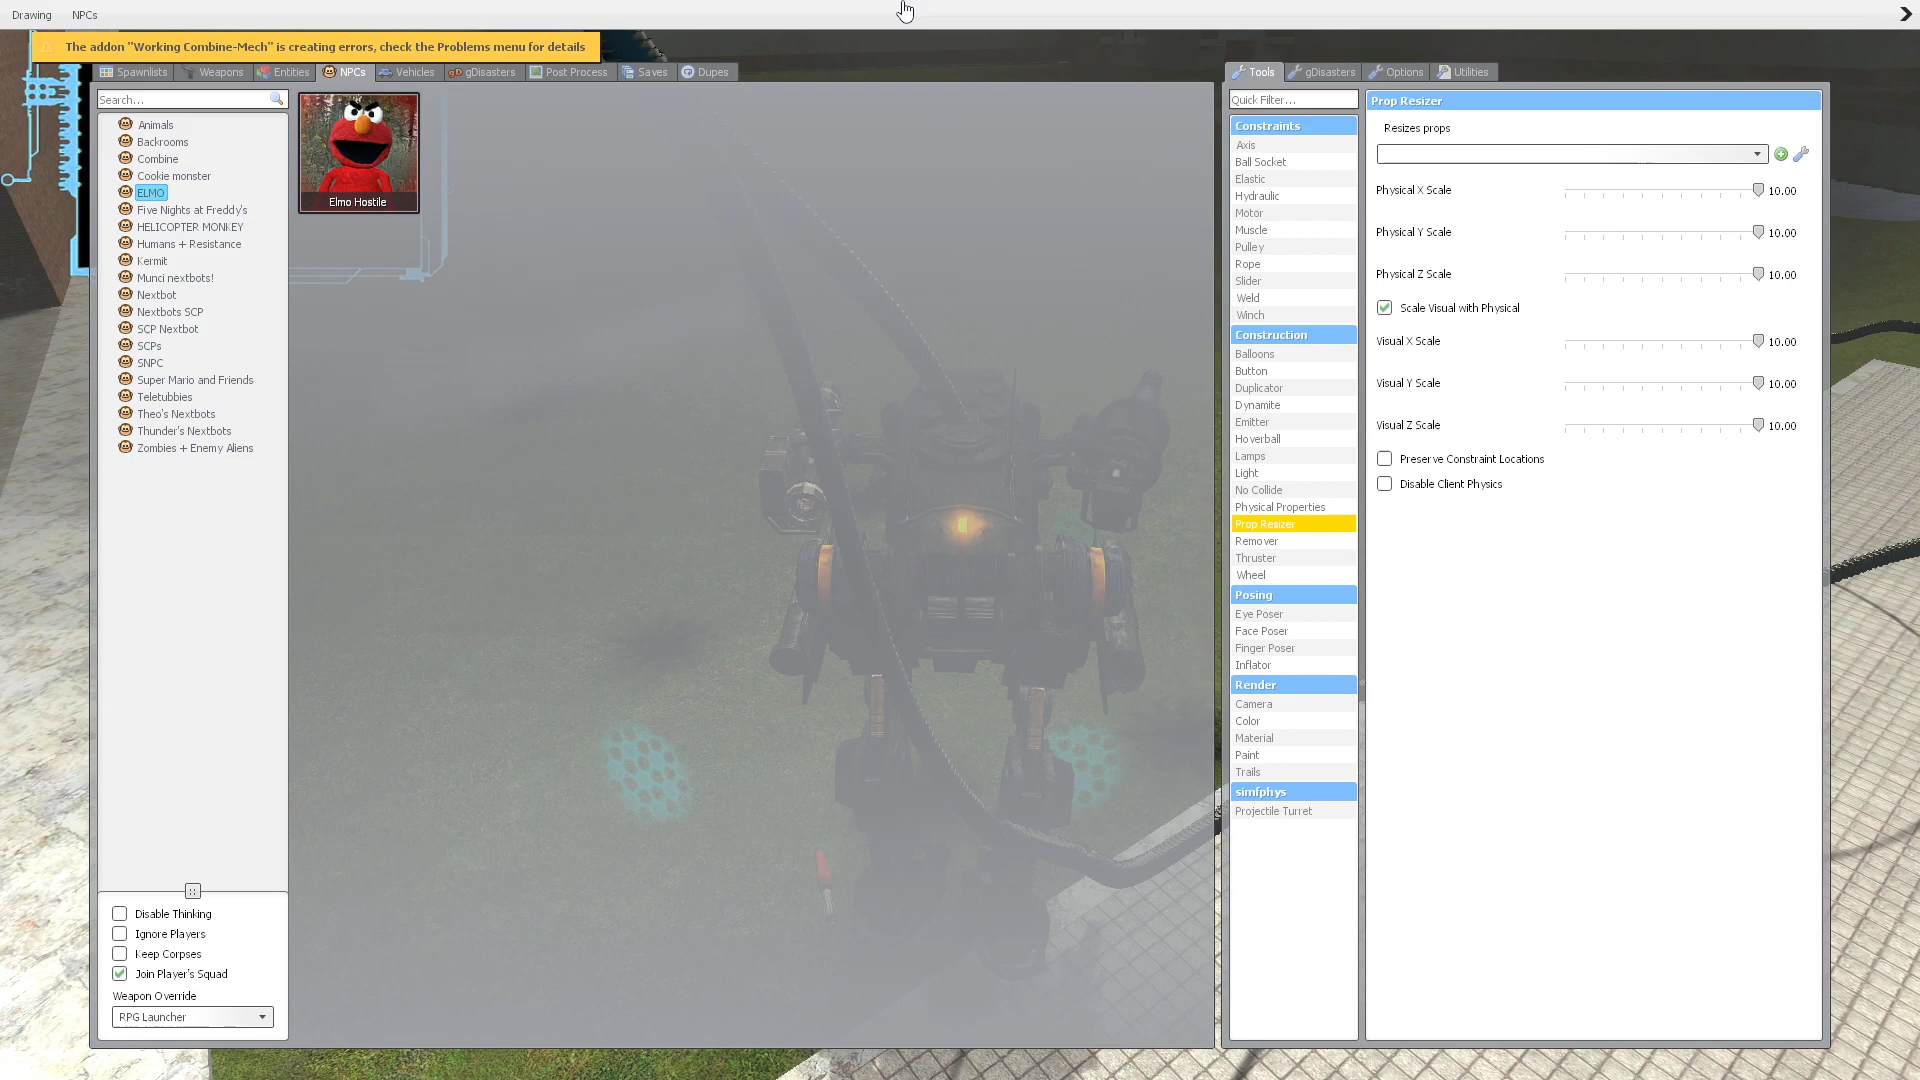 Drawing NPCs
The addon "Working Combine-Mech" is creating errors, check the Problems menu for details
Spawnlists Weapons Entities NPCs Vehicles gDisasters Post Process Saves Dupes
Search...
Animals
Backrooms
Combine
Cookie monster
ELMO
Five Nights at Freddy's
HELICOPTER MONKEY
Humans + Resistance
Kermit
Munci nextbots!
Nextbot
Nextbots SCP
SCP Nextbot
SCPs
SNPC
Super Mario and Friends
Teletubbies
Theo's Nextbots
Thunder's Nextbots
Zombies + Enemy Aliens
Disable Thinking
Ignore Players
Keep Corpses
Join Player's Squad
Weapon Override
RPG Launcher
Elmo Hostile
Tools gDisasters Options Utilities
Quick Filter...
Constraints
Axis
Ball Socket
Elastic
Hydraulic
Motor
Muscle
Pulley
Rope
Slider
Weld
Winch
Construction
Balloons
Button
Duplicator
Dynamite
Emitter
Hoverball
Lamps
Light
No Collide
Physical Properties
Prop Resizer
Remover
Thruster
Wheel
Posing
Eye Poser
Face Poser
Finger Poser
Inflator
Render
Camera
Color
Material
Paint
Trails
simfphys
Projectile Turret
Prop Resizer
Resizes props
Physical X Scale 10.00
Physical Y Scale 10.00
Physical Z Scale 10.00
Scale Visual with Physical
Visual X Scale 10.00
Visual Y Scale 10.00
Visual Z Scale 10.00
Preserve Constraint Locations
Disable Client Physics